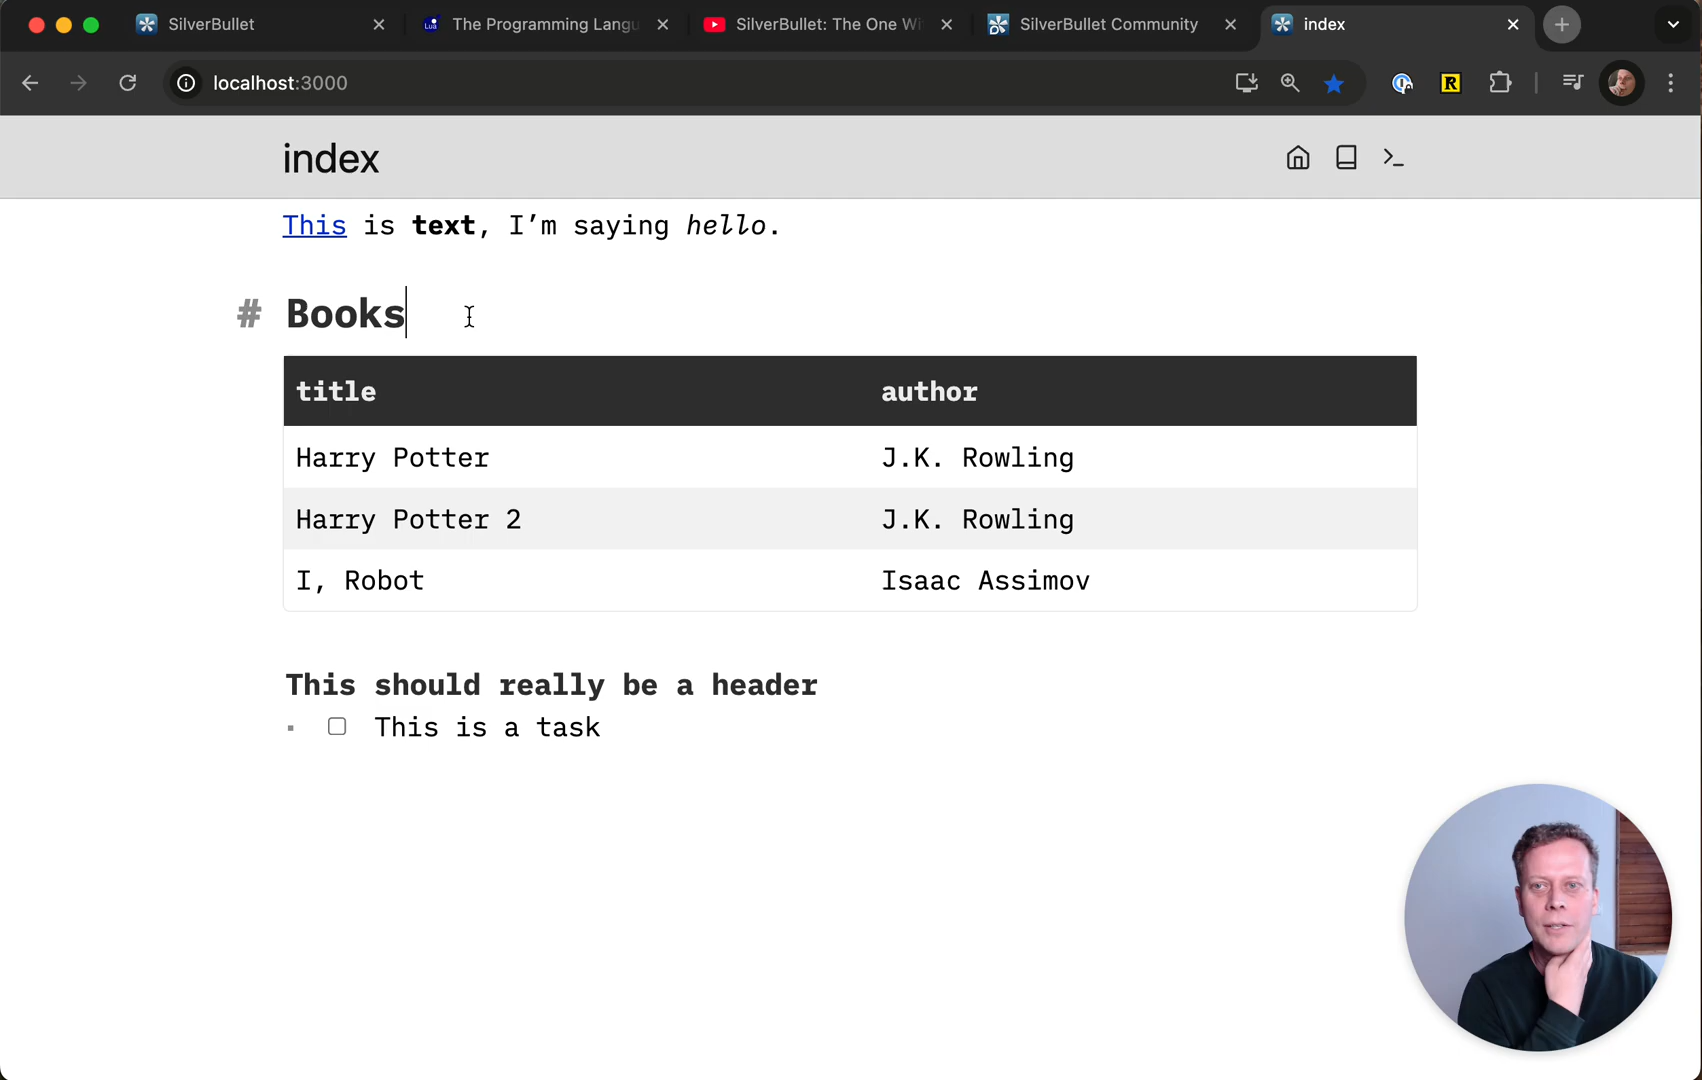 SilverBullet
The Programming Langu
SilverBullet: The One Wi
SilverBullet Community
index
localhost:3000
R
index
This is text, I’m saying hello.
# Books
title author
Harry Potter J.K. Rowling
Harry Potter 2 J.K. Rowling
I, Robot Isaac Assimov
This should really be a header
This is a task